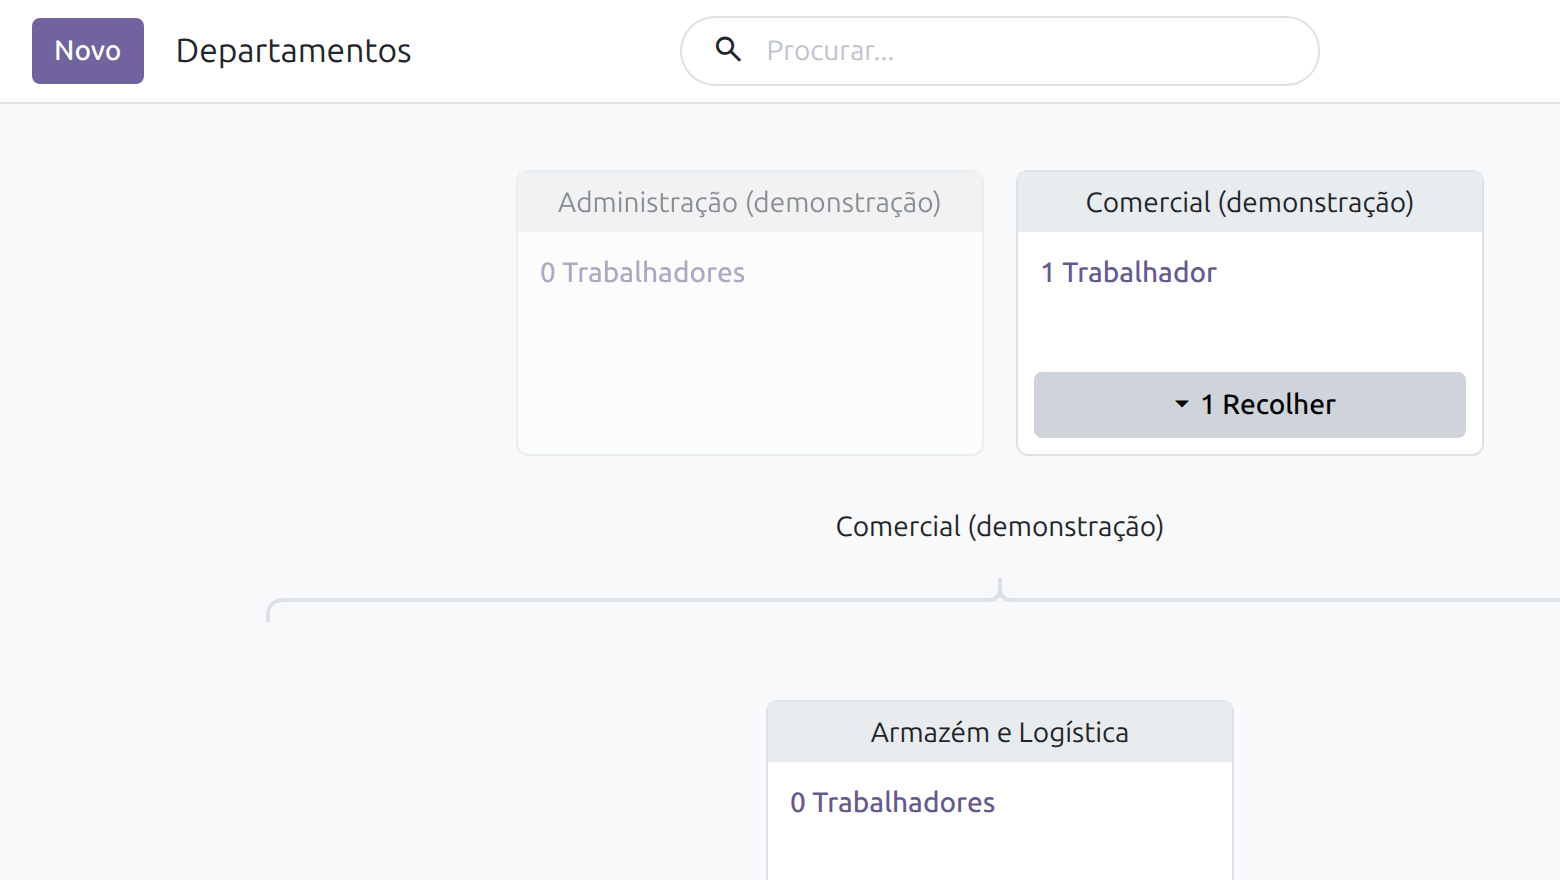 Novo
Departamentos
Procurar...
Administração (demonstração)
0 Trabalhadores
Comercial (demonstração)
1 Trabalhador
1 Recolher
Comercial (demonstração)
Armazém e Logística
0 Trabalhadores